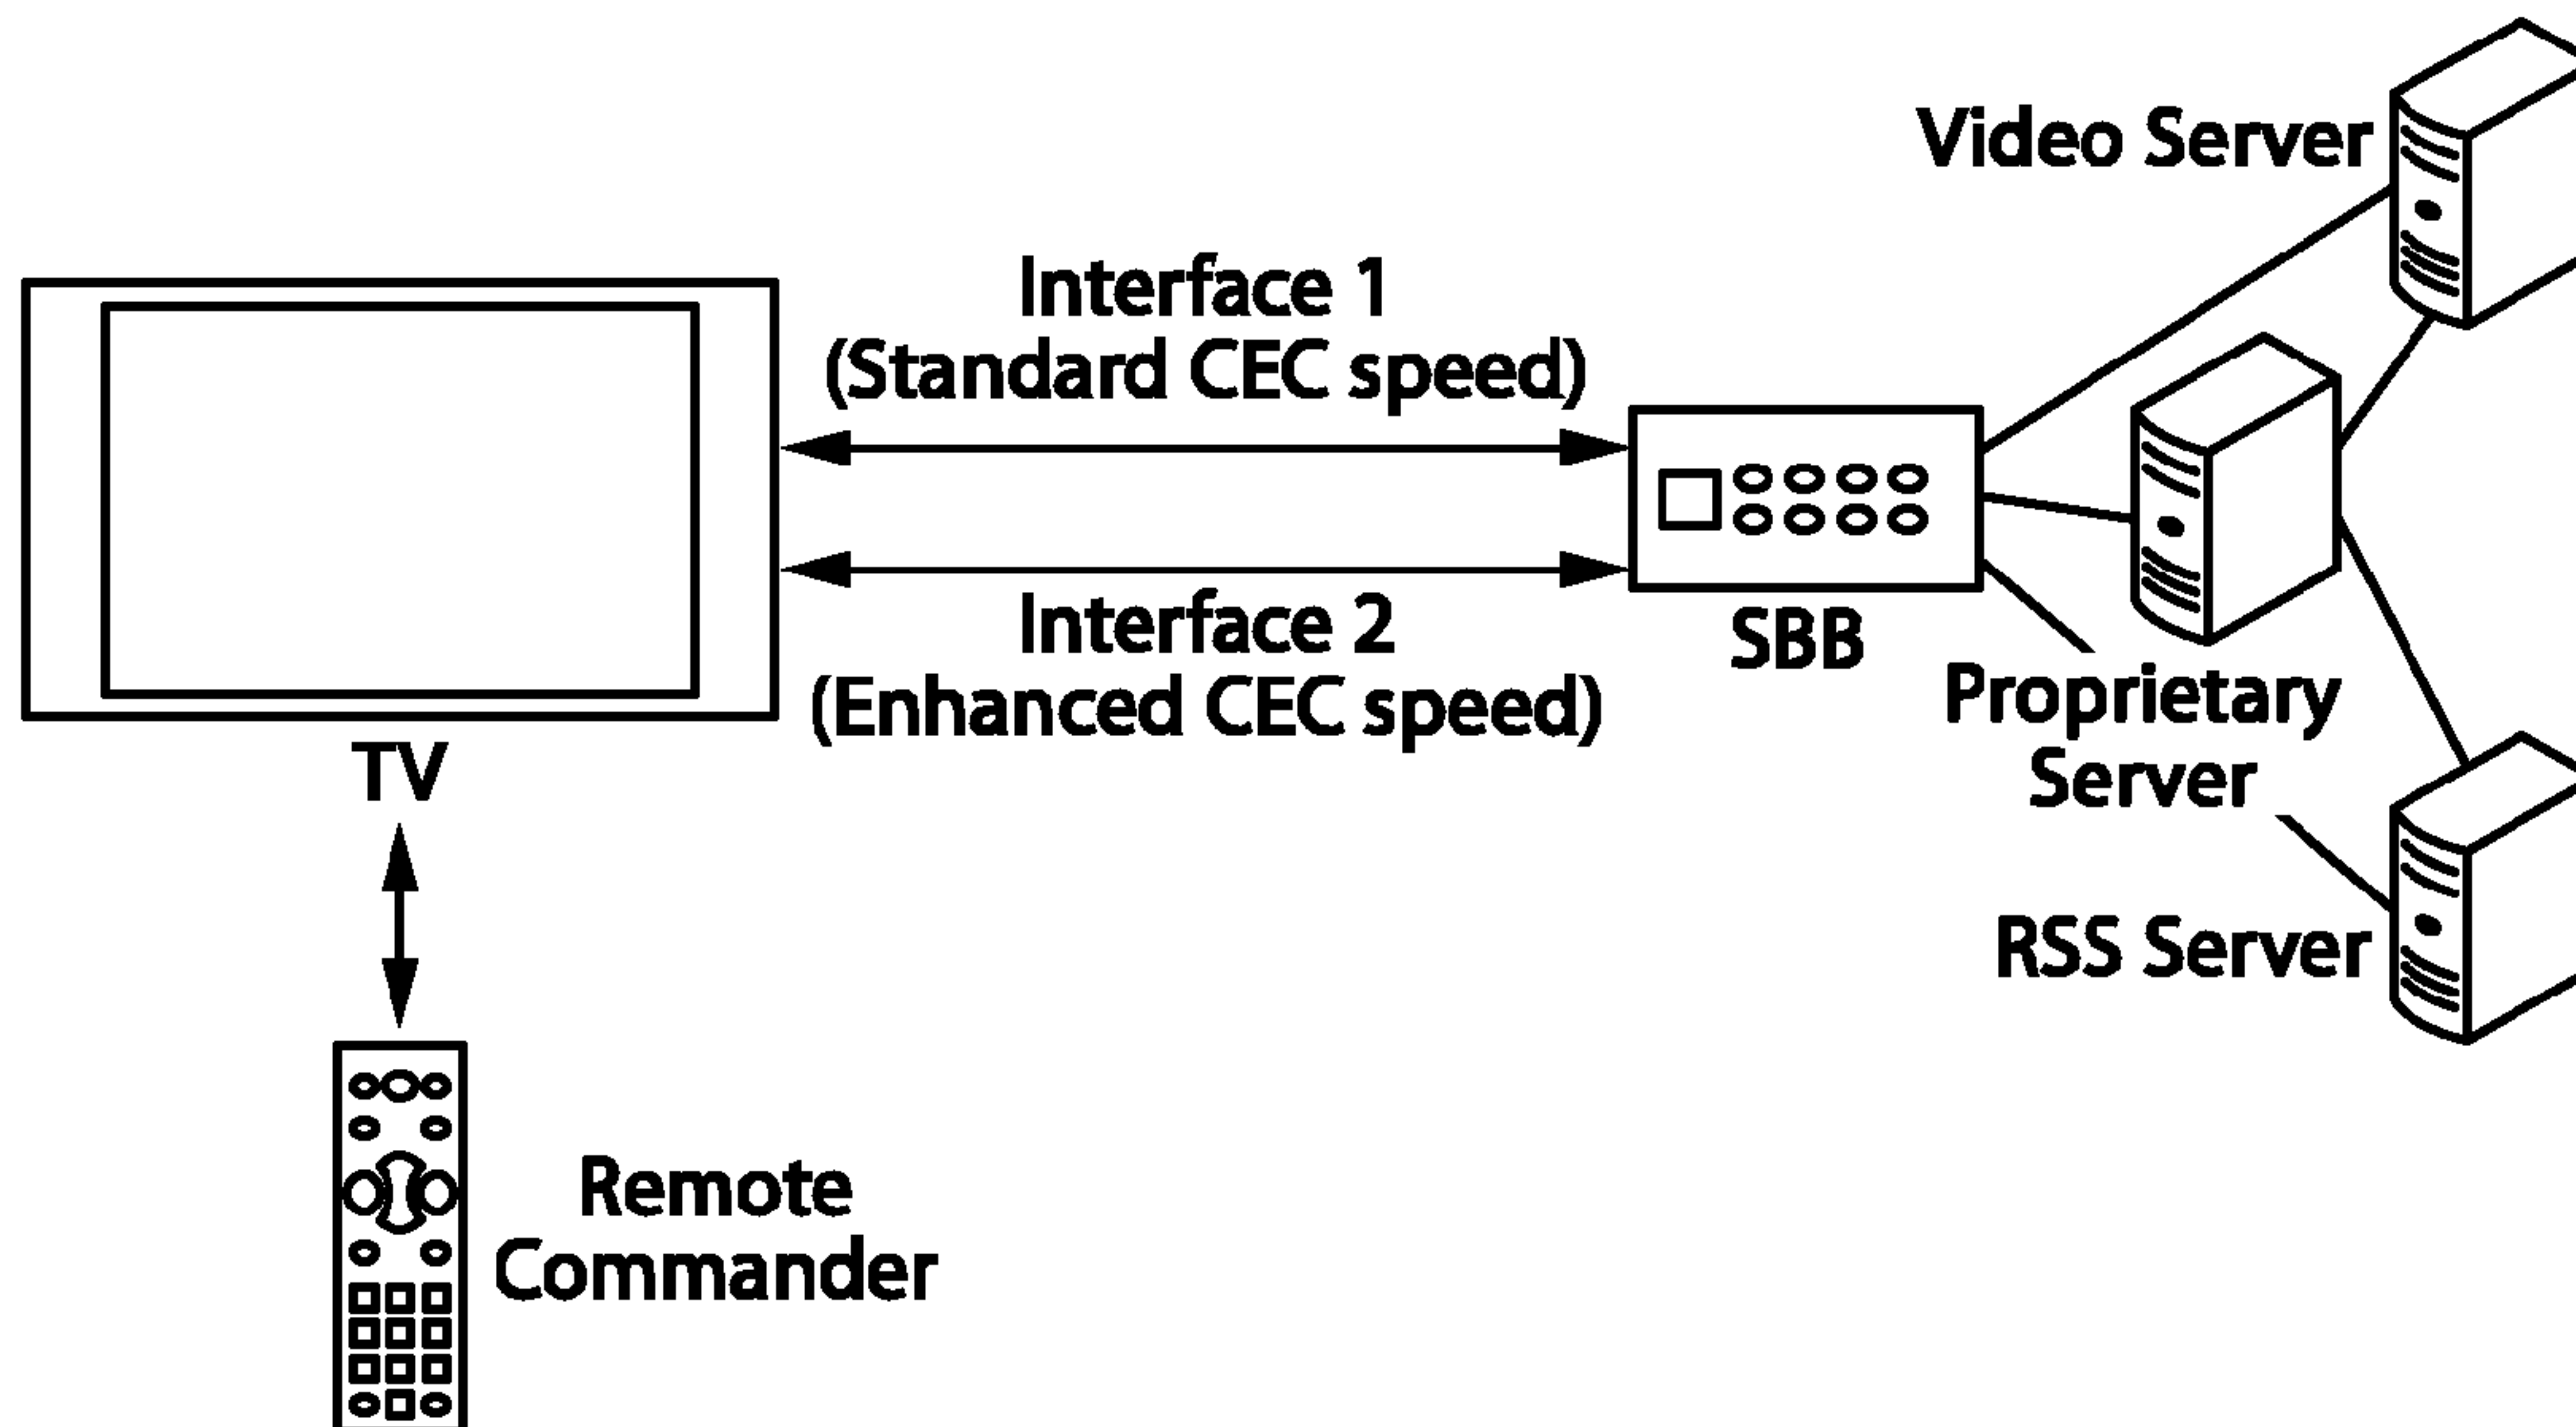 Video Server
Interface 1
(Standard CEC speed)
SBB
Interface 2
(Enhanced CEC speed)
Proprietary
Server
TV
RSS Server
Remote
Commander